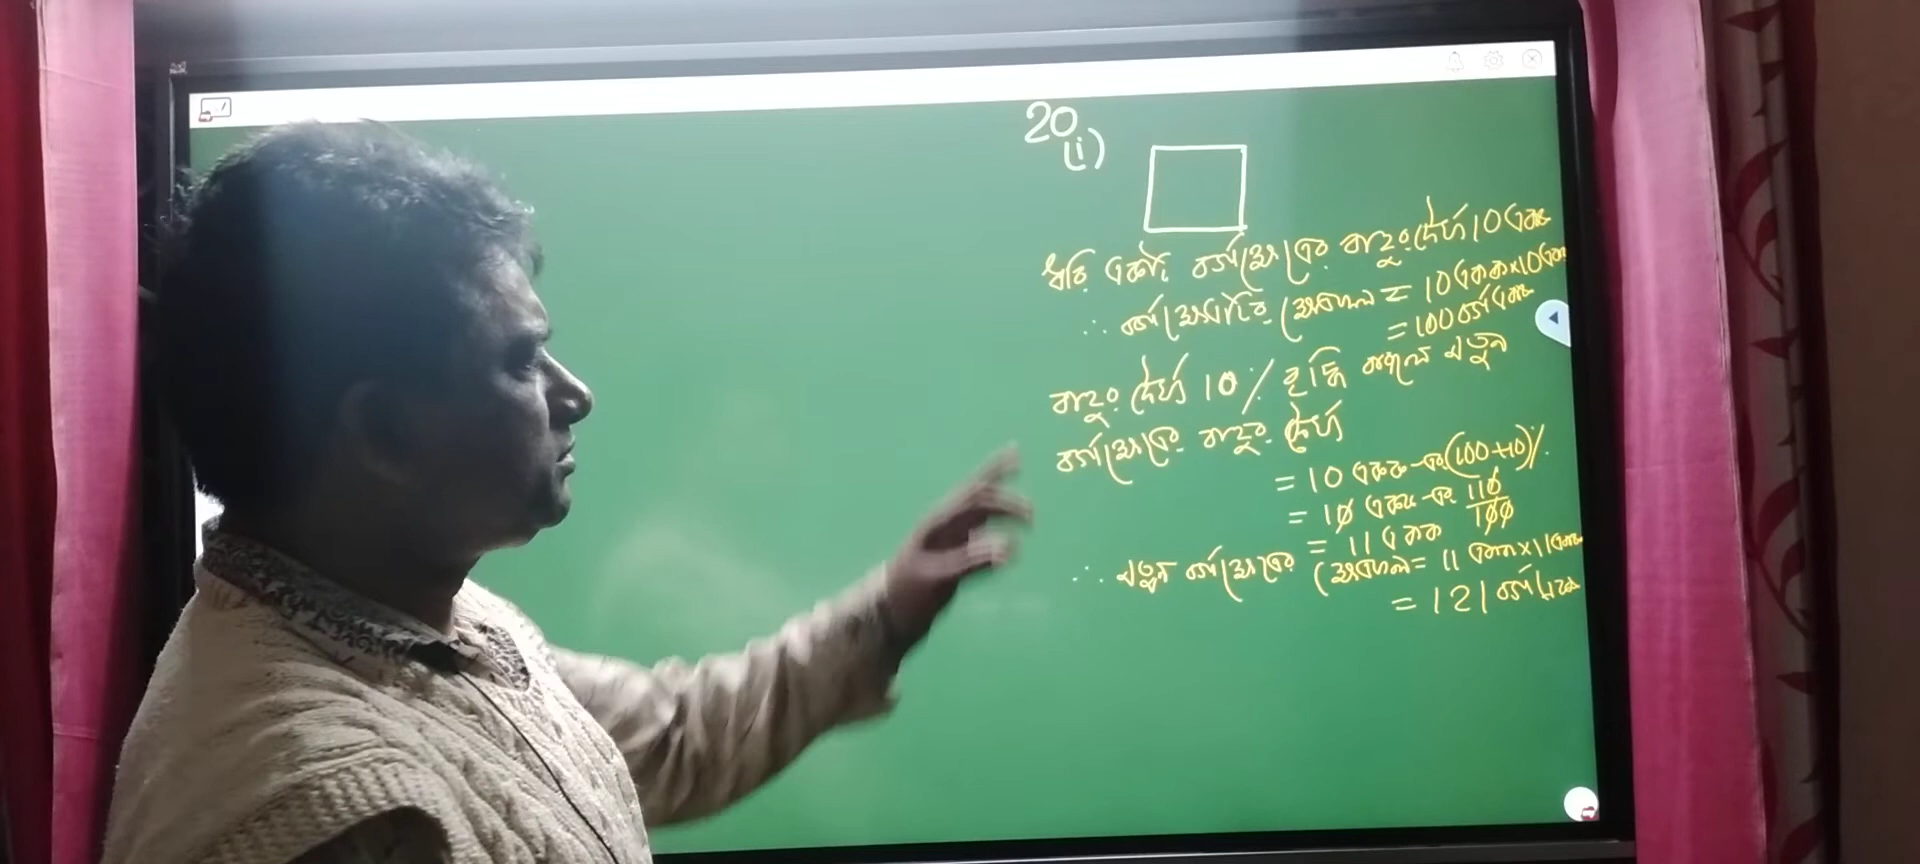 20
(i)
ধরি একটি বর্গক্ষেত্রের বাহুর দৈর্ঘ্য 10 একক
∴ বর্গক্ষেত্রটির ক্ষেত্রফল = 10 একক × 10 একক
= 100 বর্গ একক
বাহুর দৈর্ঘ্য 10% বৃদ্ধি করলে নতুন
বর্গক্ষেত্রের বাহুর দৈর্ঘ্য
= 10 একক-এর (100+10)%
= 10 একক-এর 110/100
= 11 একক
∴ নতুন বর্গক্ষেত্রের ক্ষেত্রফল = 11 একক × 11 একক
= 121 বর্গ একক